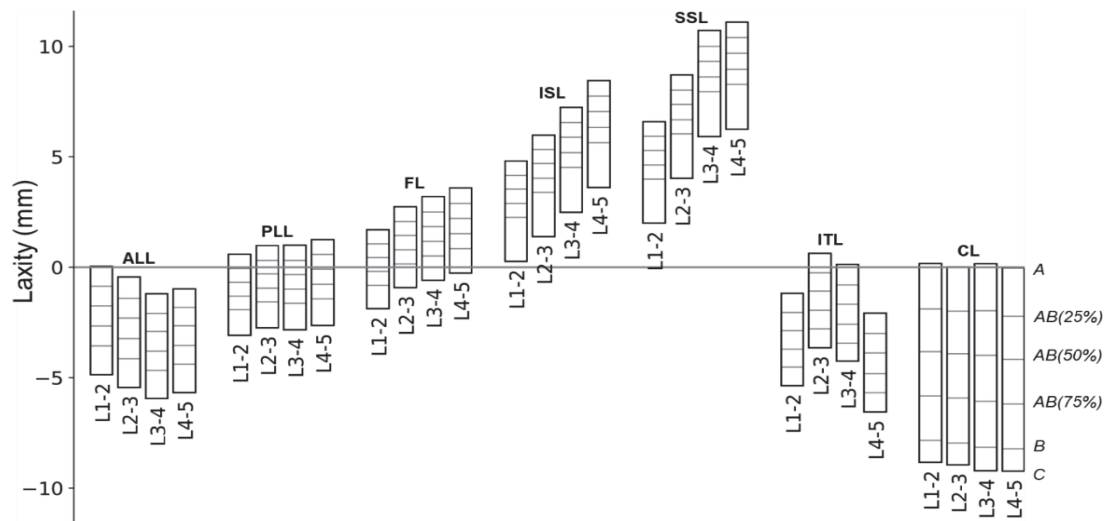 SSL
10
ISL
5
FL
PLL
ALL
ITL
CL
Laxity (mm)
0
A
L1-2
L2-3
L3-4
L4-5
L1-2
L2-3
L3-4
L4-5
L1-2
L2-3
L3-4
L4-5
L1-2
L2-3
L3-4
L4-5
L1-2
L2-3
L3-4
L4-5
L1-2
L2-3
L3-4
L4-5
L1-2
L2-3
L3-4
L4-5
AB(25%)
AB(50%)
AB(75%)
B
C
−5
−10